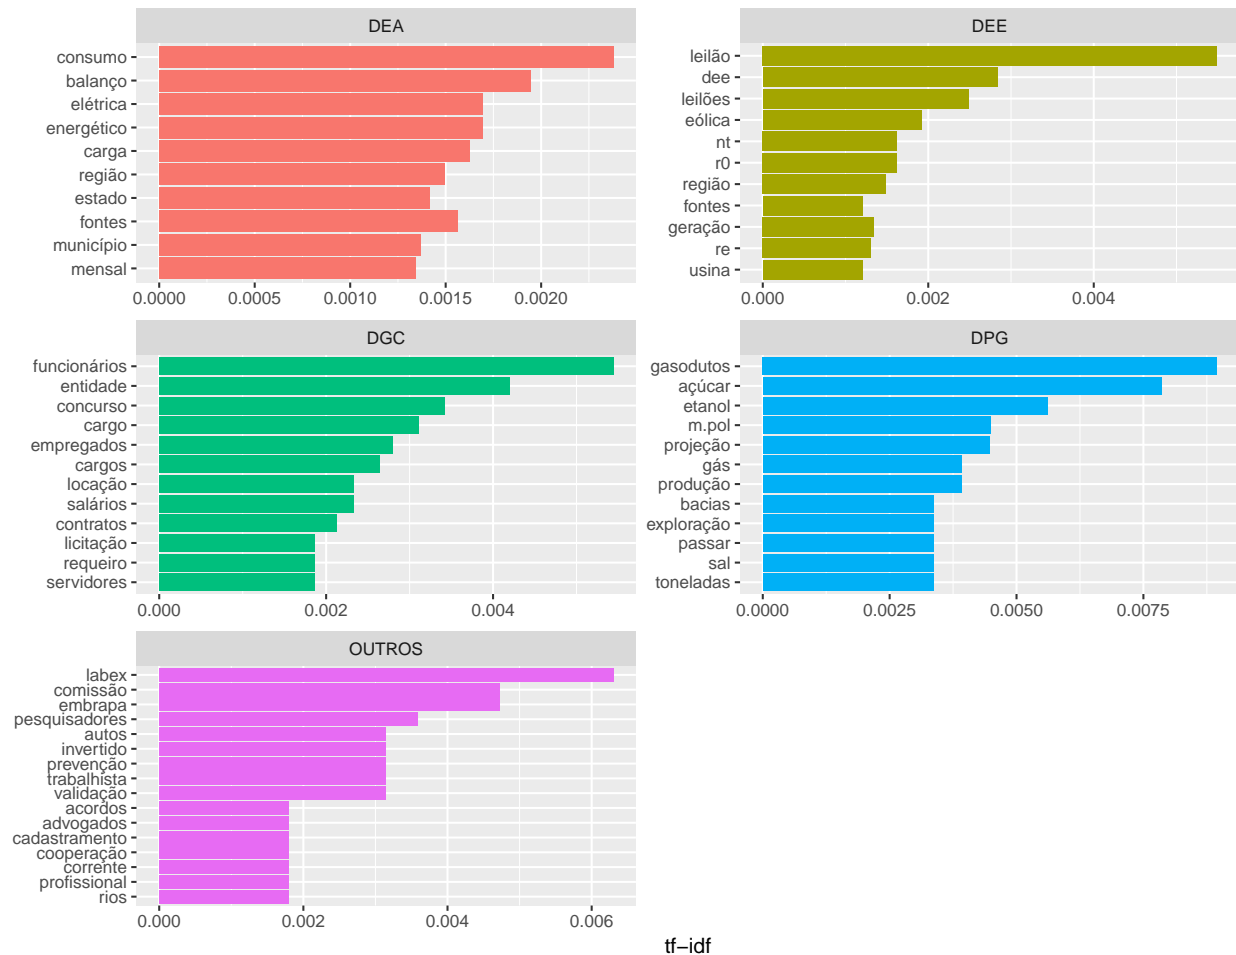 DEA
consumo
balanço
elétrica
energético
carga
região
estado
fontes
município
mensal
0.0000 0.0005 0.0010 0.0015 0.0020
DEE
leilão
dee
leilões
eólica
nt
r0
região
fontes
geração
re
usina
0.000 0.002 0.004
DGC
funcionários
entidade
concurso
cargo
empregados
cargos
locação
salários
contratos
licitação
requeiro
servidores
0.000 0.002 0.004
DPG
gasodutos
açúcar
etanol
m.pol
projeção
gás
produção
bacias
exploração
passar
sal
toneladas
0.0000 0.0025 0.0050 0.0075
OUTROS
labex
comissão
embrapa
pesquisadores
autos
invertido
prevenção
trabalhista
validação
acordos
advogados
cadastramento
cooperação
corrente
profissional
rios
0.000 0.002 0.004 0.006
tf−idf